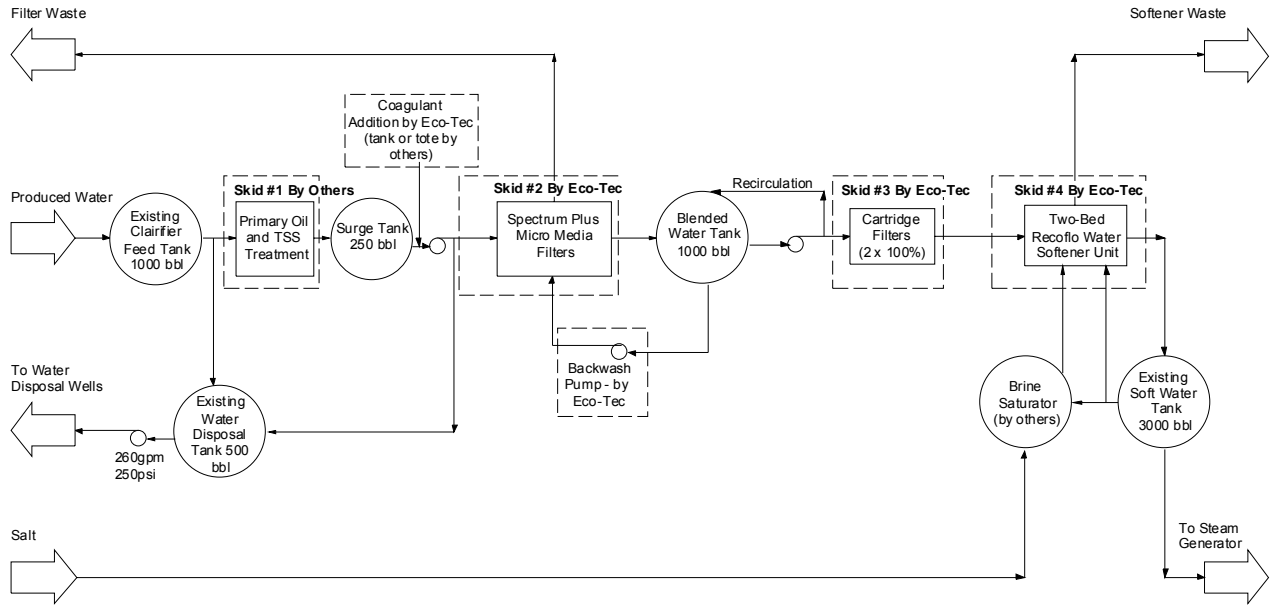 Filter Waste
Softener Waste
Coagulant
Addition by Eco-Tec
(tank or tote by
others)
Produced Water
Skid #1 By Others
Skid #2 By Eco-Tec
Recirculation
Skid #3 By Eco-Tec
Skid #4 By Eco-Tec
Existing
Clairifier
Feed Tank
1000 bbl
Primary Oil
and TSS
Treatment
Surge Tank
250 bbl
Spectrum Plus
Micro Media
Filters
Blended
Water Tank
1000 bbl
Cartridge
Filters
(2 x 100%)
Two-Bed
Recoflo Water
Softener Unit
To Water
Disposal Wells
Existing
Water
Disposal
Tank 500
bbl
260gpm
250psi
Backwash
Pump - by
Eco-Tec
Brine
Saturator
(by others)
Existing
Soft Water
Tank
3000 bbl
Salt
To Steam
Generator